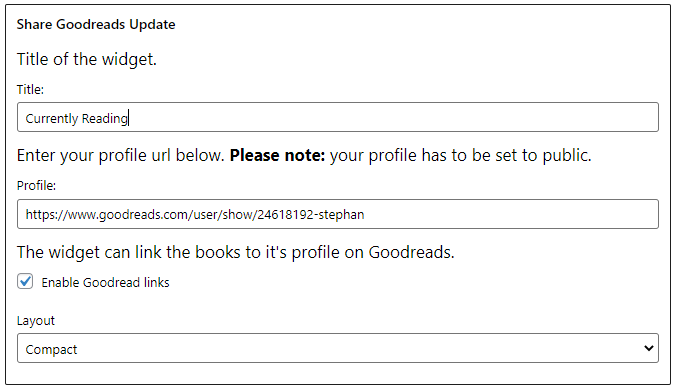 Share Goodreads Update
Title of the widget.
Title:
Currently Reading
Enter your profile url below. Please note: your profile has to be set to public.
Profile:
https://www.goodreads.com/user/show/24618192-stephan
The widget can link the books to it's profile on Goodreads.
Enable Goodread links
Layout
Compact